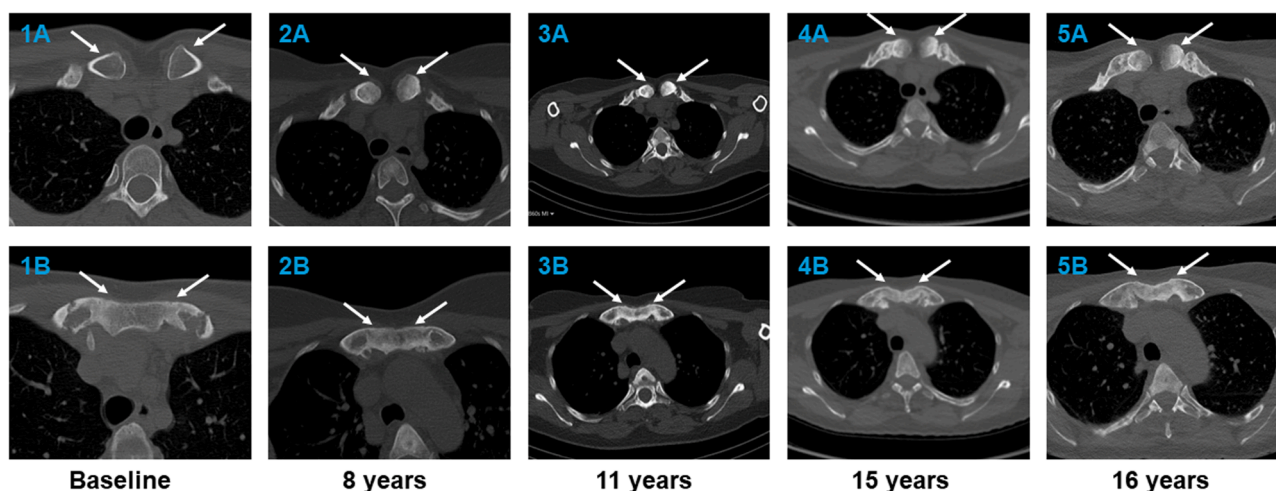 1A
2A
3A
4A
5A
1B
2B
3B
4B
5B
Baseline
8 years
11 years
15 years
16 years